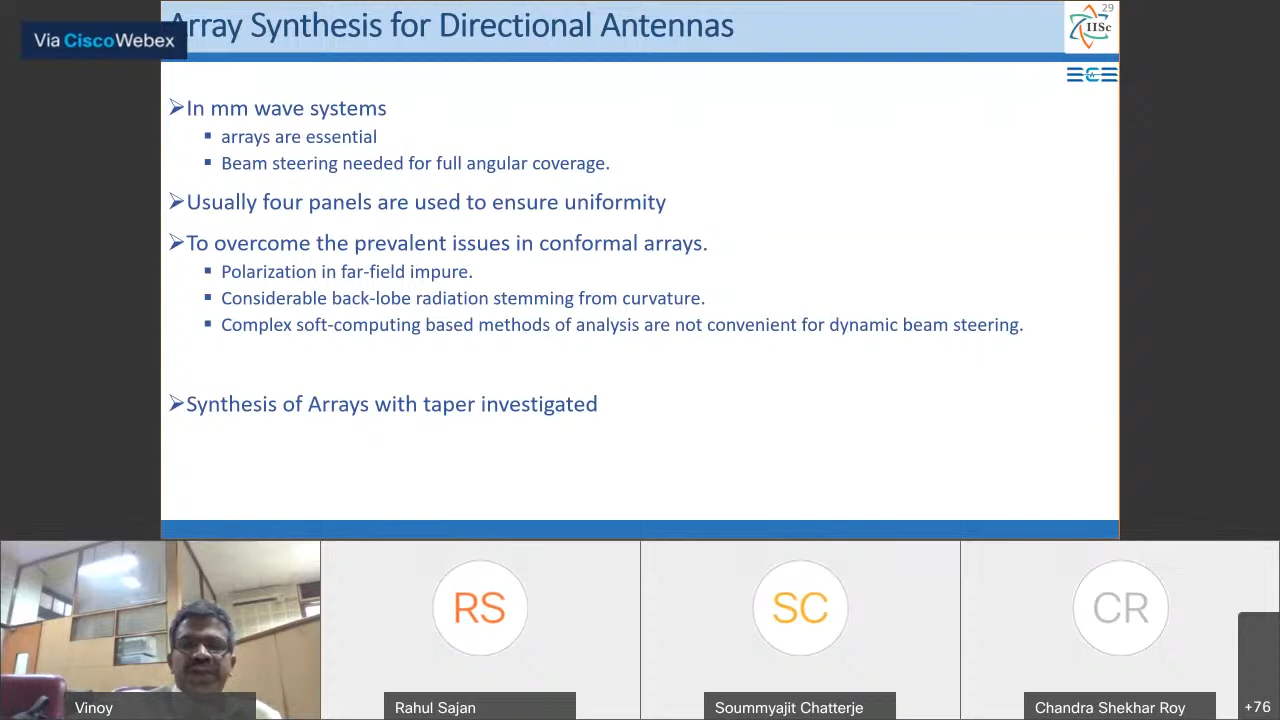 Via Cisco Webex
Array Synthesis for Directional Antennas
29
IISc
➢In mm wave systems
▪ arrays are essential
▪ Beam steering needed for full angular coverage.
➢Usually four panels are used to ensure uniformity
➢To overcome the prevalent issues in conformal arrays.
▪ Polarization in far-field impure.
▪ Considerable back-lobe radiation stemming from curvature.
▪ Complex soft-computing based methods of analysis are not convenient for dynamic beam steering.
➢Synthesis of Arrays with taper investigated
RS
SC
CR
Vinoy
Rahul Sajan
Soummyajit Chatterje
Chandra Shekhar Roy
+76